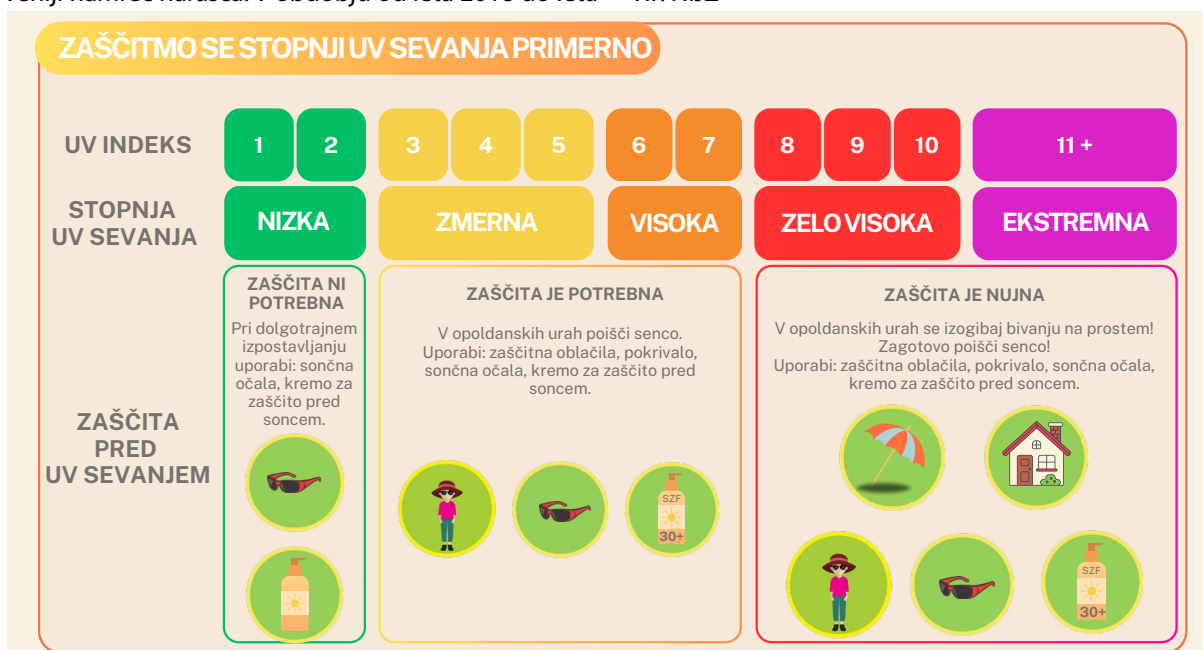 ZAŠČITMO SE STOPNJI UV SEVANJA PRIMERNO
UV INDEKS
1
2
3
4
5
6
7
8
9
10
11 +
STOPNJA
UV SEVANJA
NIZKA
ZMERNA
VISOKA
ZELO VISOKA
EKSTREMNA
ZAŠČITA
PRED
UV SEVANJEM
ZAŠČITA NI
POTREBNA
Pri dolgotrajnem
izpostavljanju
uporabi: sončna
očala, kremo za
zaščito pred
soncem.
ZAŠČITA JE POTREBNA
V opoldanskih urah poišči senco.
Uporabi: zaščitna oblačila, pokrivalo,
sončna očala, kremo za zaščito pred
soncem.
SZF
30+
ZAŠČITA JE NUJNA
V opoldanskih urah se izogibaj bivanju na prostem!
Zagotovo poišči senco!
Uporabi: zaščitna oblačila, pokrivalo, sončna očala,
kremo za zaščito pred soncem.
SZF
30+